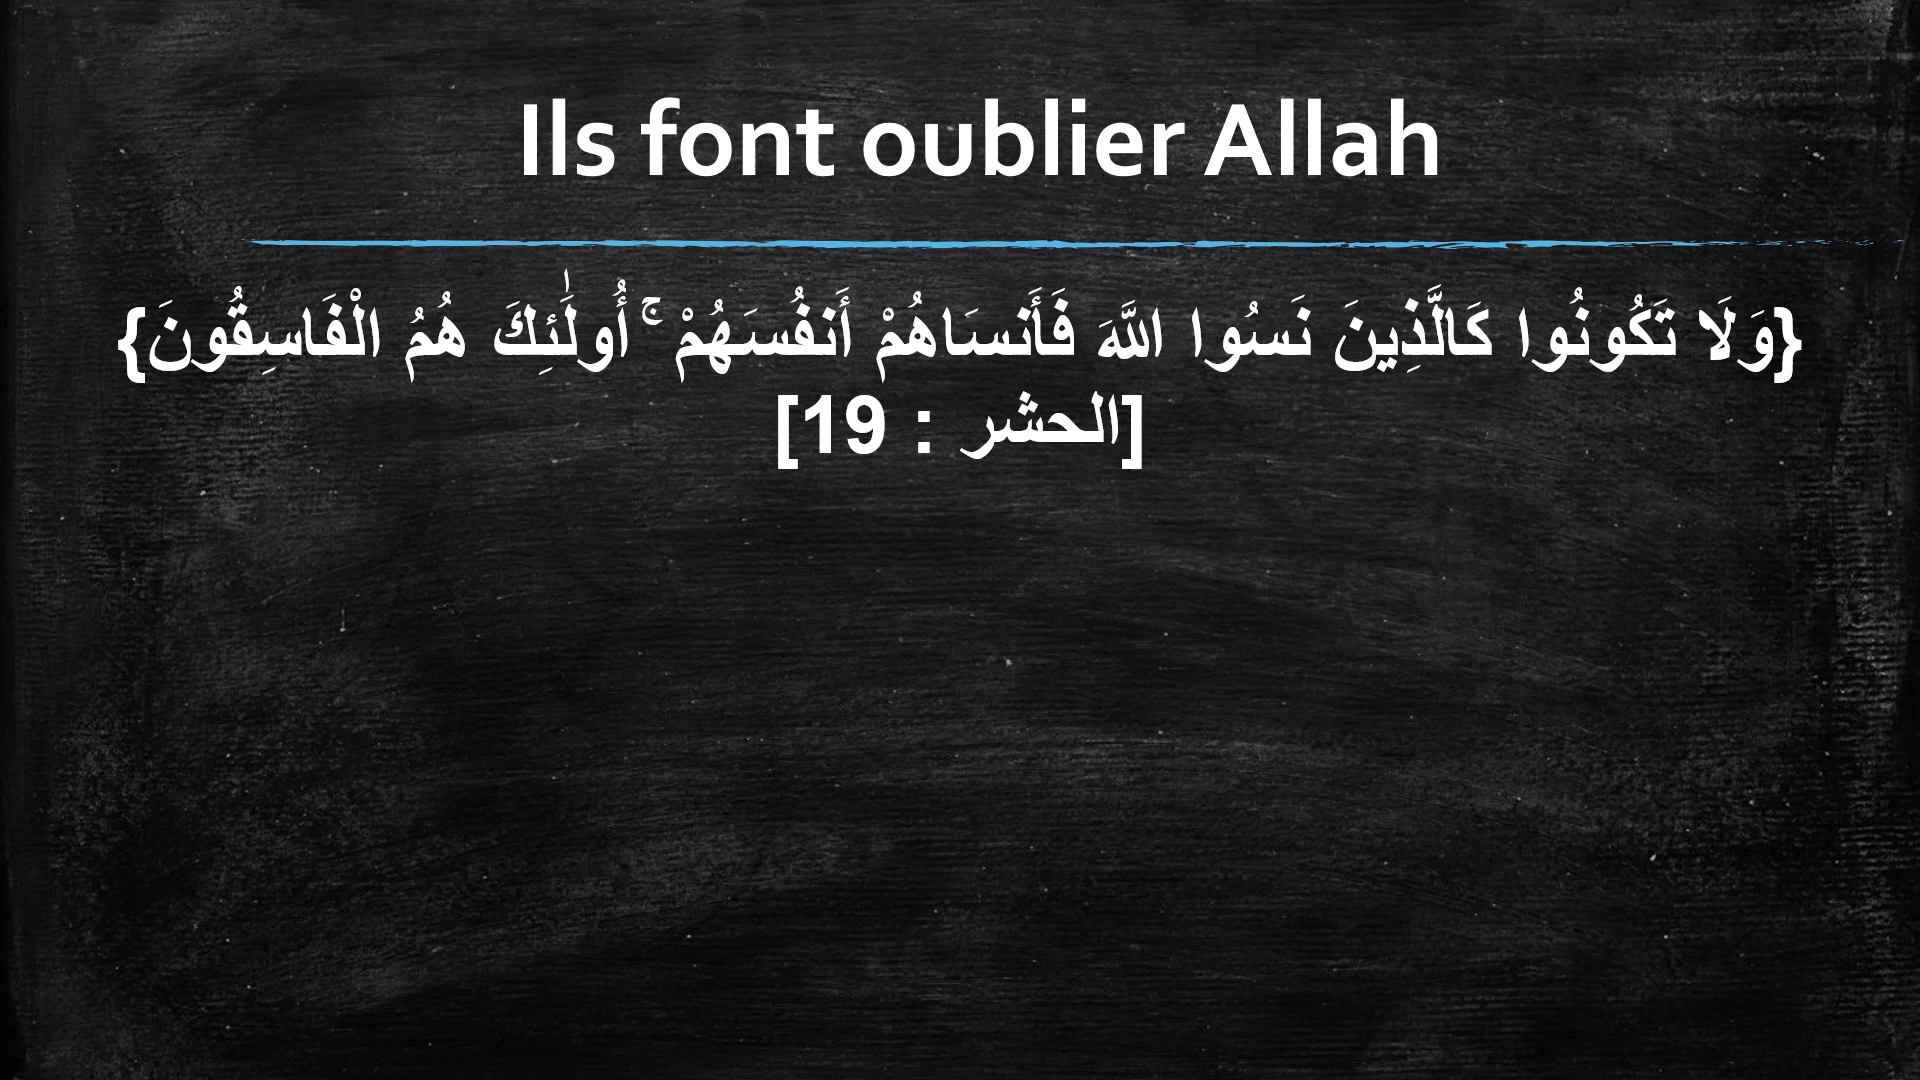 Ils font oublier Allah
{وَلَا تَكُونُوا كَالَّذِينَ نَسُوا اللَّهَ فَأَنسَاهُمْ أَنفُسَهُمْ ۚ أُولَٰئِكَ هُمُ الْفَاسِقُونَ}
[الحشر : 19]